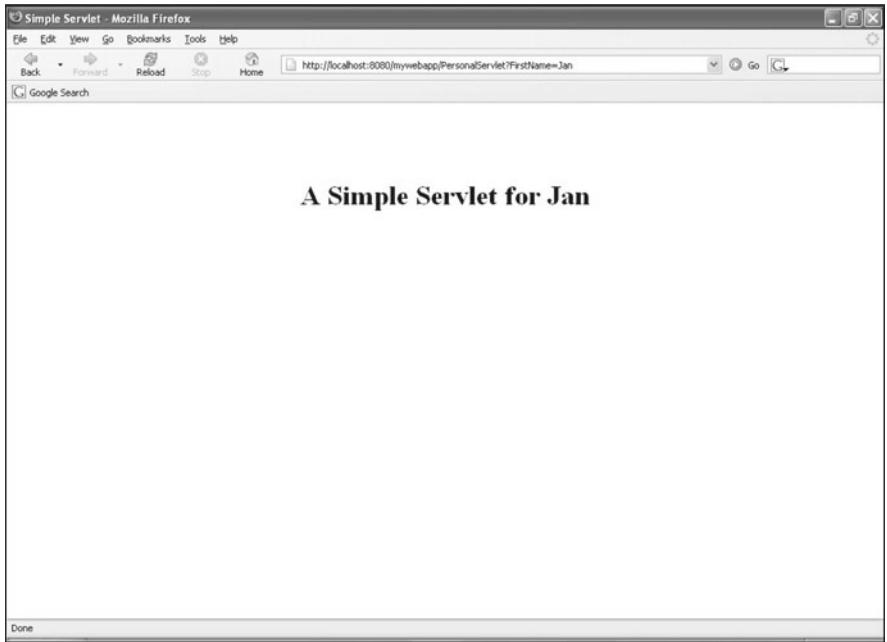 Simple Servlet - Mozilla Firefox
File Edit View Go Bookmarks Tools Help
Back Forward Reload Stop Home http://localhost:8080/mywebapp/PersonalServlet?FirstName=Jan Go G
G Google Search
A Simple Servlet for Jan
Done